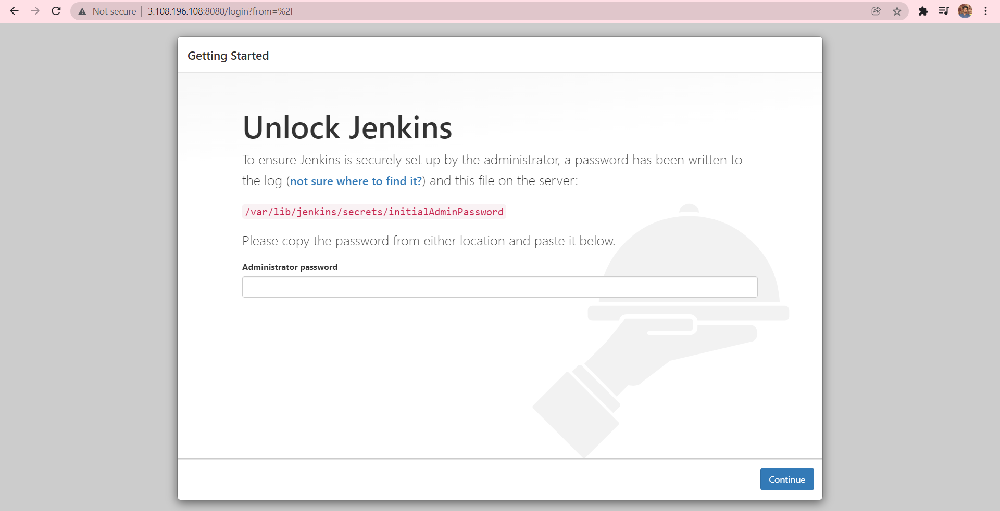 Not secure | 3.108.196.108:8080/login?from=%2F
Getting Started
Unlock Jenkins
To ensure Jenkins is securely set up by the administrator, a password has been written to
the log (not sure where to find it?) and this file on the server:
/var/lib/jenkins/secrets/initialAdminPassword
Please copy the password from either location and paste it below.
Administrator password
Continue